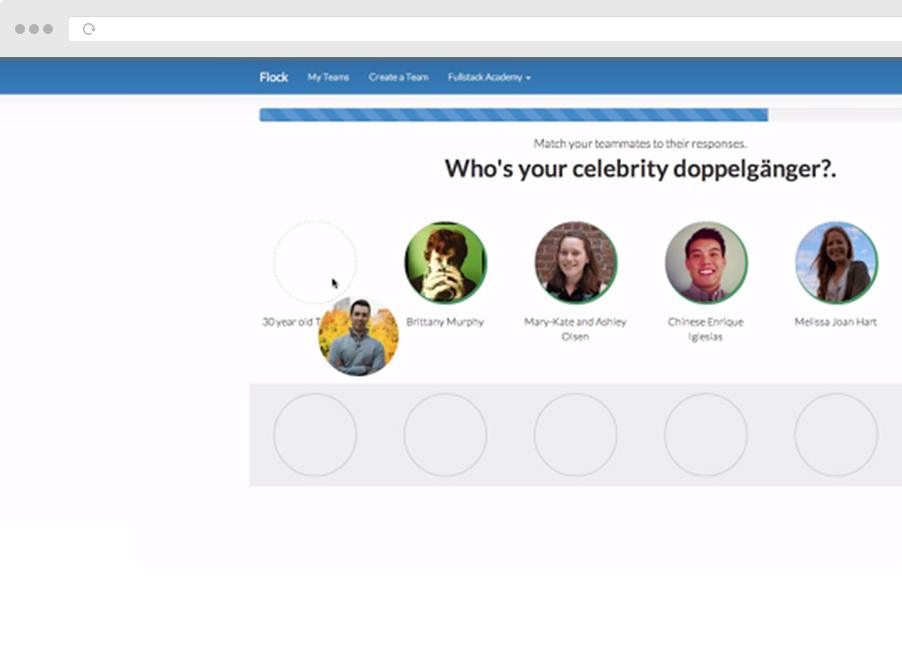 Flock My Teams Create a Team Fullstack Academy
Match your teammates to their responses.
Who's your celebrity doppelgänger?.
30 year old Brittany Murphy Mary-Kate and Ashley Chinese Enrique Melissa Joan Hart
Olsen Iglesias